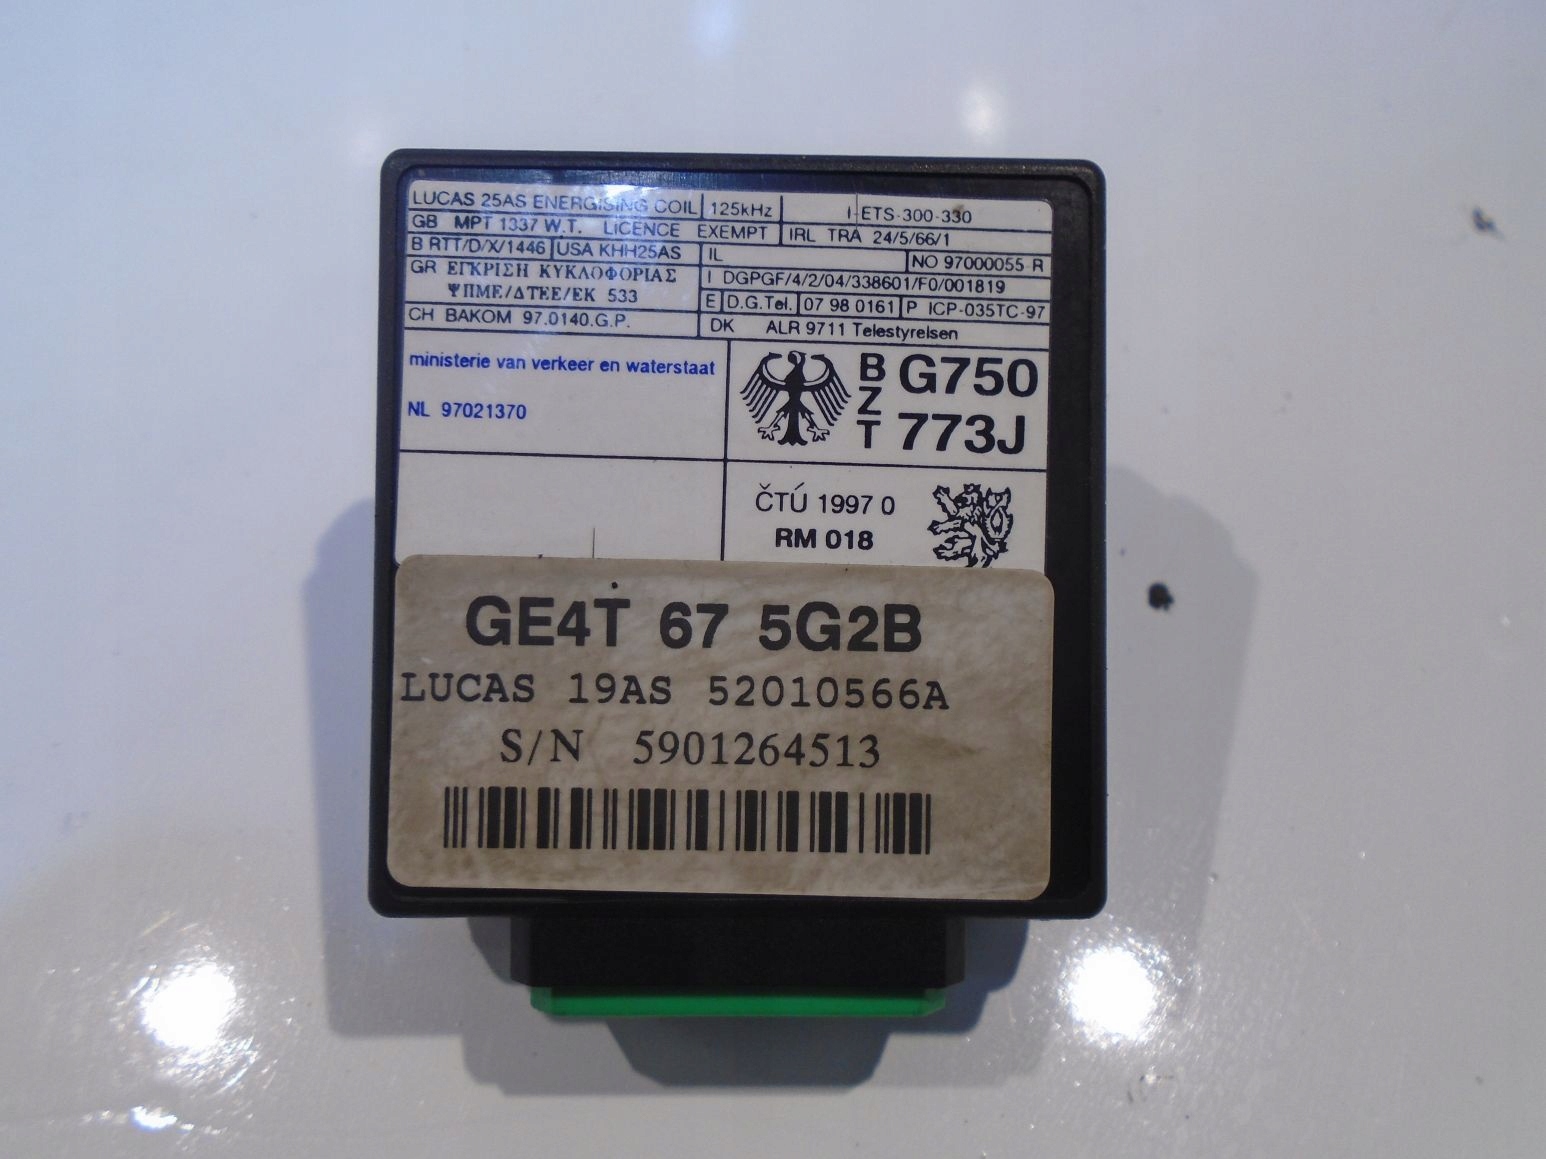 LUCAS 25AS ENERGISING COIL 125kHz I-ETS-300-330
GB MPT 1337 W.T. LICENCE EXEMPT IRL TRA 24/5/66/1
B RTT/D/X/1446 USA KHH25AS IL NO 97000055-R
GR ΕΓΚΡΙΣΗ ΚΥΚΛΟΦΟΡΙΑΣ
ΨΠΜΕ/ΔΤΕΕ/ΕΚ 533
I DGPGF/4/2/04/338601/F0/001819
E D.G.Tel. 07 98 0161 P ICP-035TC-97
CH BAKOM 97.0140.G.P. DK ALR 9711 Telestyrelsen
ministerie van verkeer en waterstaat
NL 97021370
BZT G750
773J
ČTÚ 1997 0
RM 018
GE4T 67 5G2B
LUCAS 19AS 52010566A
S/N 5901264513